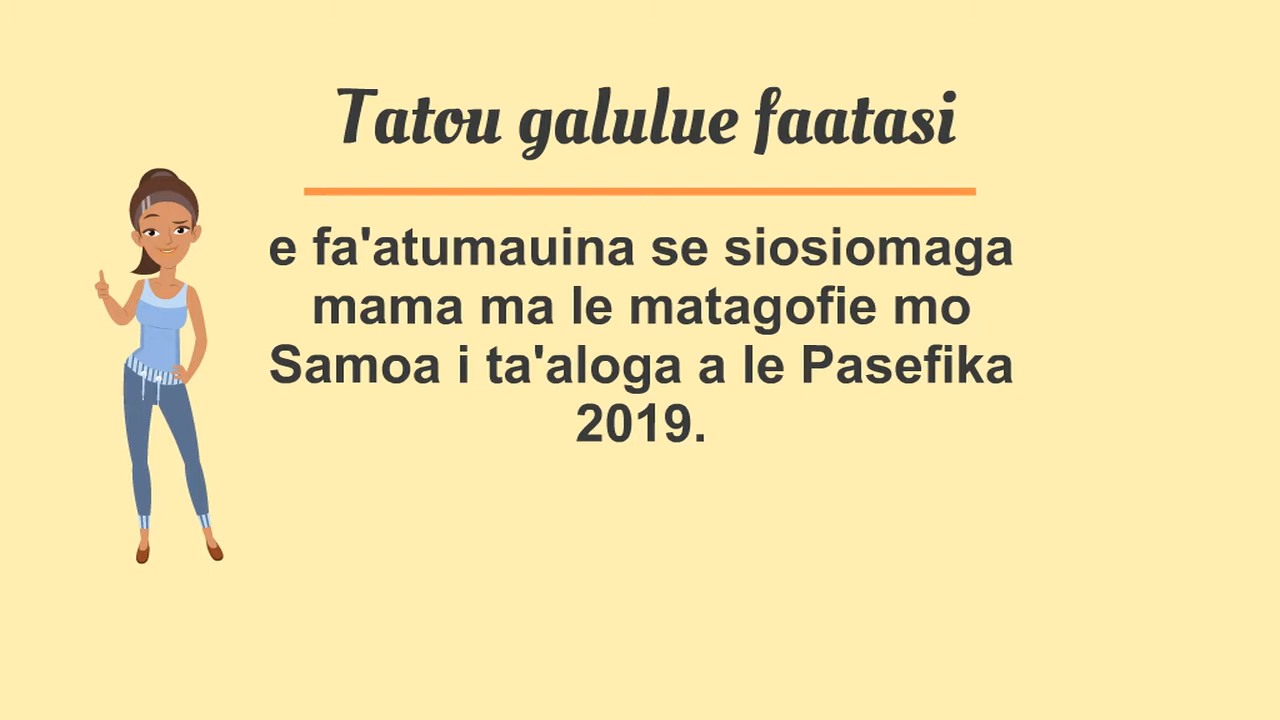 Tatou galulue faatasi
e fa'atumauina se siosiomaga
mama ma le matagofie mo
Samoa i ta'aloga a le Pasefika
2019.